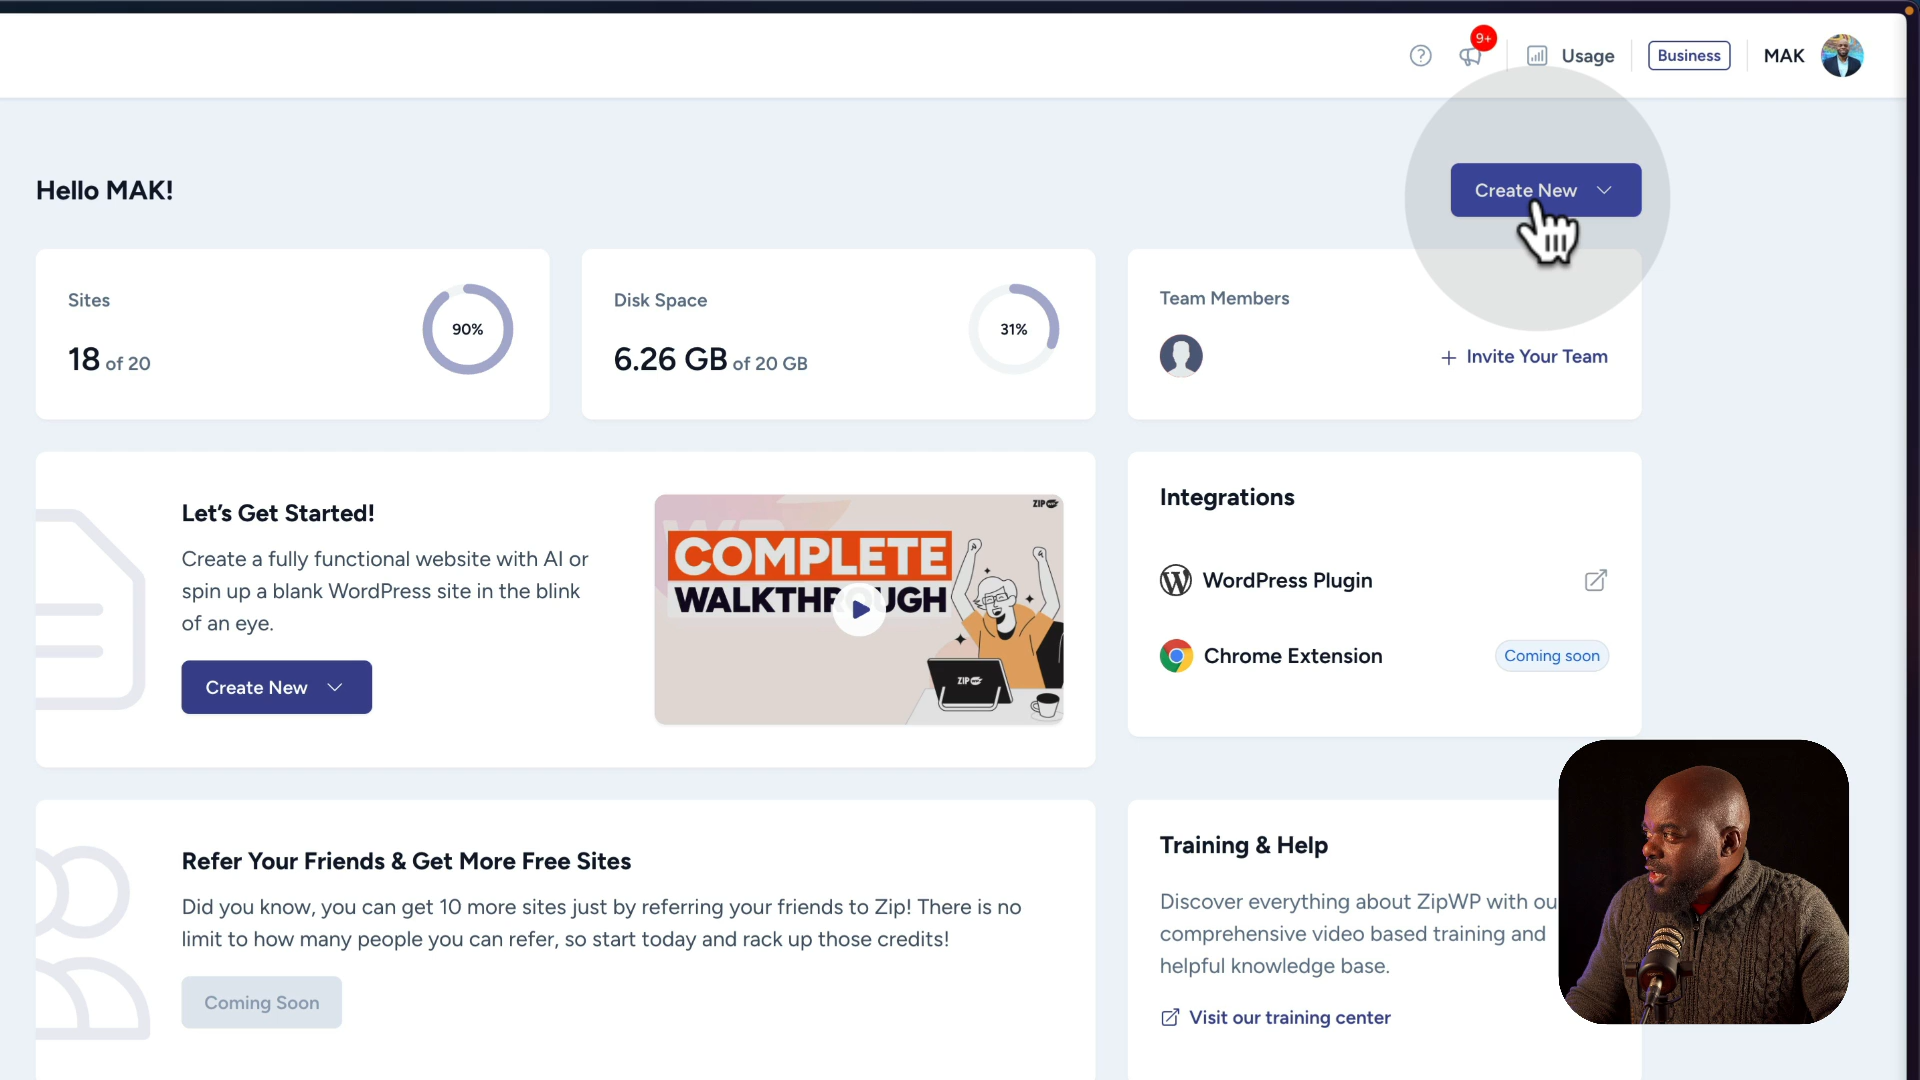 9+
Usage
Business
MAK
Hello MAK!
Create New
Sites
18 of 20
90%
Disk Space
6.26 GB of 20 GB
31%
Team Members
+ Invite Your Team
Let's Get Started!
Create a fully functional website with AI or
spin up a blank WordPress site in the blink
of an eye.
Create New
ZIP
COMPLETE
WALKTHROUGH
ZIP
Integrations
WordPress Plugin
Chrome Extension
Coming soon
Refer Your Friends & Get More Free Sites
Did you know, you can get 10 more sites just by referring your friends to Zip! There is no
limit to how many people you can refer, so start today and rack up those credits!
Coming Soon
Training & Help
Discover everything about ZipWP with ou
comprehensive video based training and
helpful knowledge base.
Visit our training center